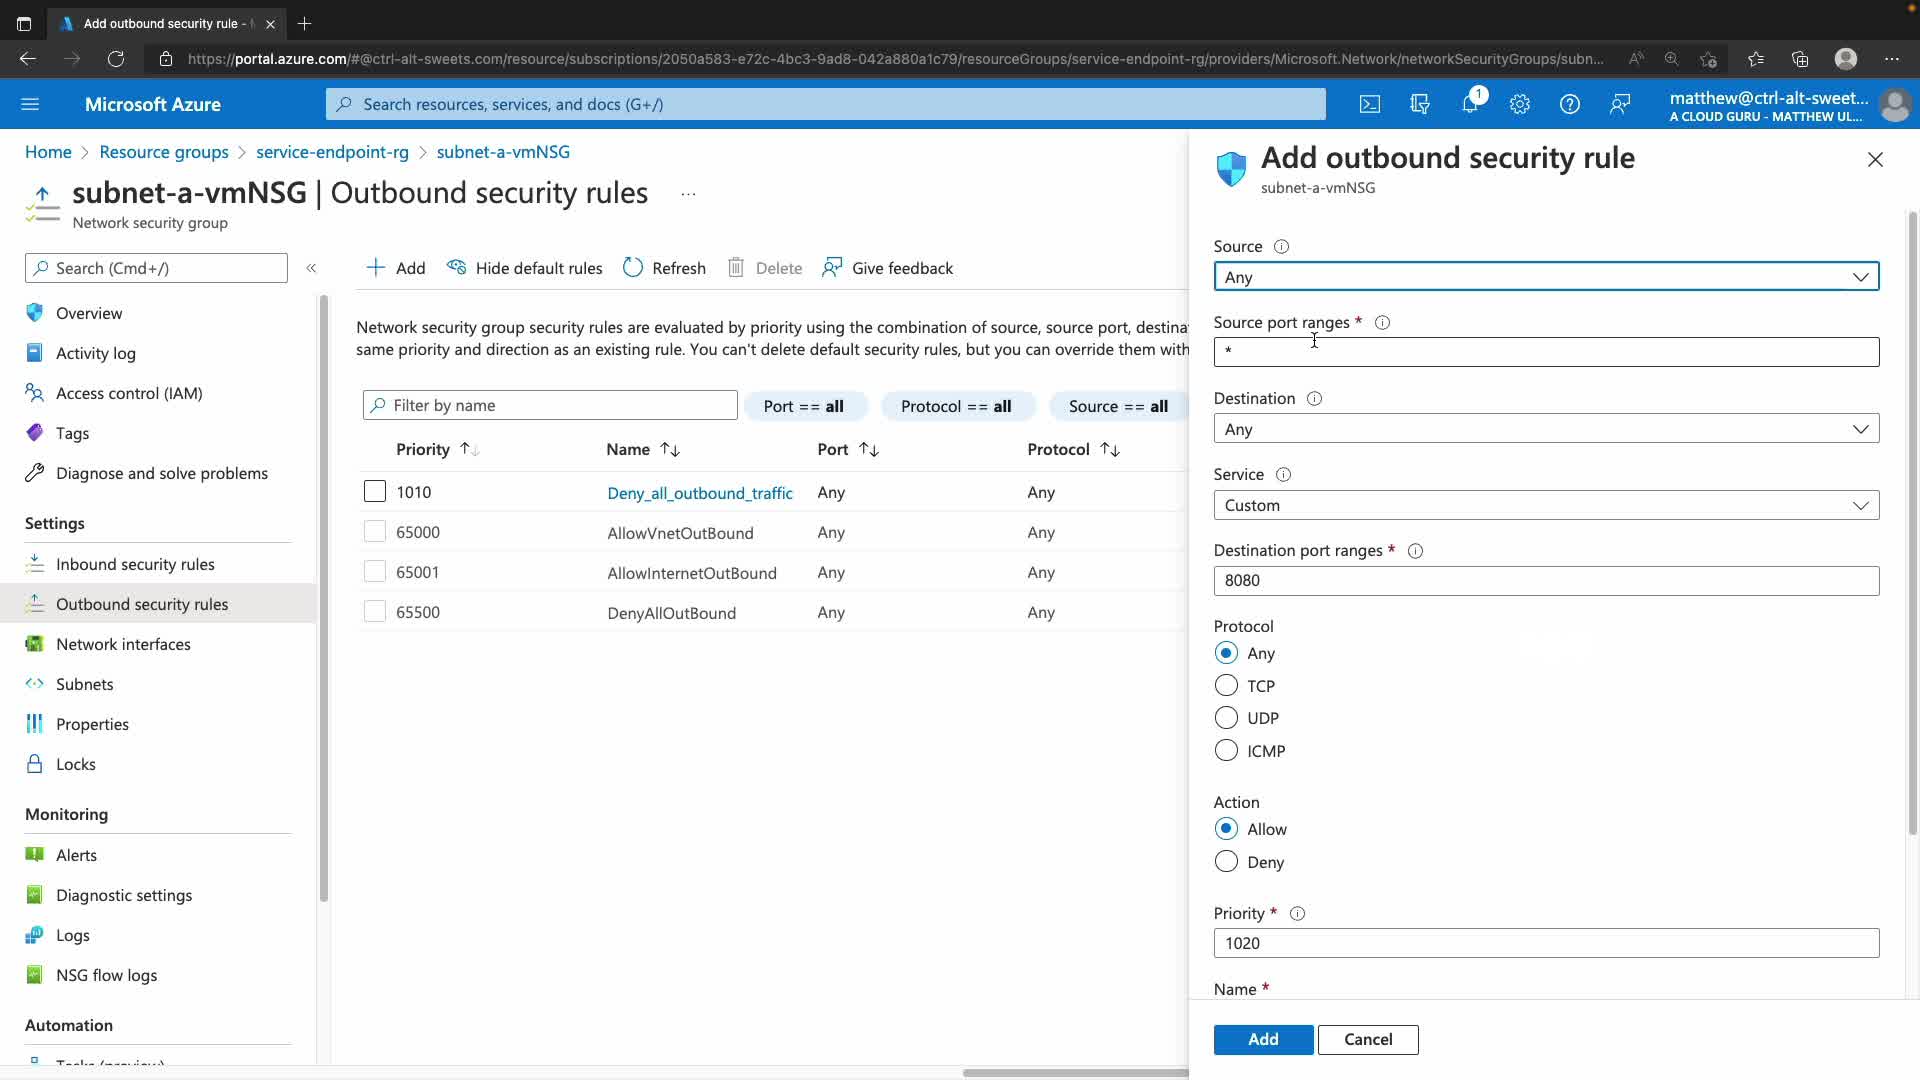 Add outbound security rule -
https://portal.azure.com/#@ctrl-alt-sweets.com/resource/subscriptions/2050a583-e72c-4bc3-9ad8-042a880a1c79/resourceGroups/service-endpoint-rg/providers/Microsoft.Network/networkSecurityGroups/subn...
Microsoft Azure
Search resources, services, and docs (G+/)
1
matthew@ctrl-alt-sweet...
A CLOUD GURU - MATTHEW UL...
Home > Resource groups > service-endpoint-rg > subnet-a-vmNSG
subnet-a-vmNSG | Outbound security rules ...
Network security group
Search (Cmd+/)
«
Overview
Activity log
Access control (IAM)
Tags
Diagnose and solve problems
Settings
Inbound security rules
Outbound security rules
Network interfaces
Subnets
Properties
Locks
Monitoring
Alerts
Diagnostic settings
Logs
NSG flow logs
Automation
Tasks (preview)
Add Hide default rules Refresh Delete Give feedback
Network security group security rules are evaluated by priority using the combination of source, source port, destina
same priority and direction as an existing rule. You can't delete default security rules, but you can override them with
Filter by name Port == all Protocol == all Source == all
Priority ↑↓ Name ↑↓ Port ↑↓ Protocol ↑↓
1010 Deny_all_outbound_traffic Any Any
65000 AllowVnetOutBound Any Any
65001 AllowInternetOutBound Any Any
65500 DenyAllOutBound Any Any
Add outbound security rule
subnet-a-vmNSG
Source
Any
Source port ranges *
*
Destination
Any
Service
Custom
Destination port ranges *
8080
Protocol
Any
TCP
UDP
ICMP
Action
Allow
Deny
Priority *
1020
Name *
Add Cancel